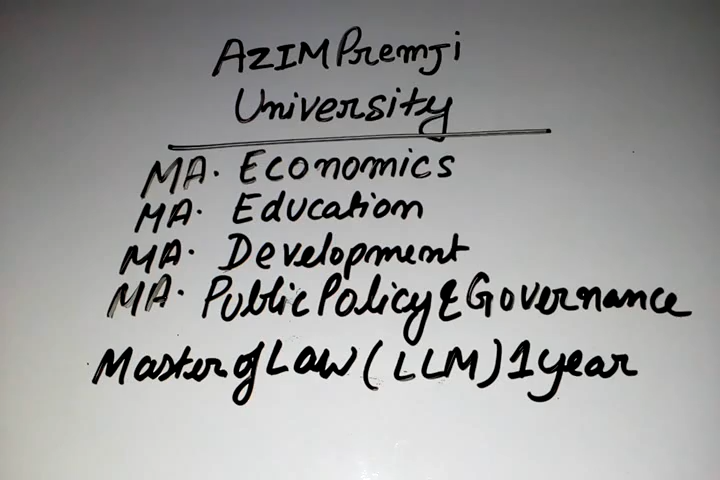 AZIM Premji
University
MA. Economics
MA. Education
MA. Development
MA. Public Policy & Governance
Master of Law (LLM) 1 year